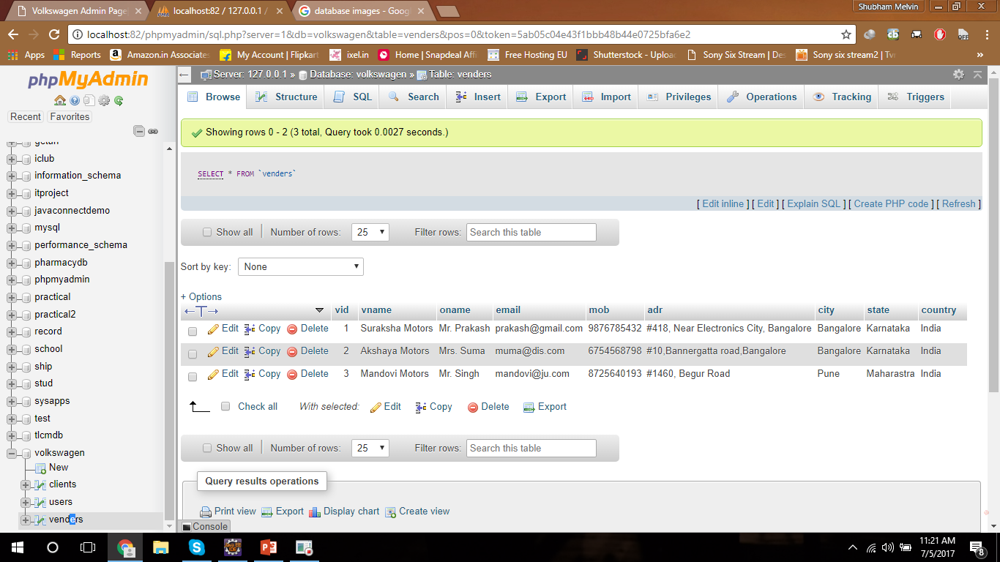 Volkswagen Admin Page
localhost:82 / 127.0.0.1 /
database images - Goog
Shubham Melvin
localhost:82/phpmyadmin/sql.php?server=1&db=volkswagen&table=venders&pos=0&token=5ab05c04e43f1bbb48b44e0725bfa6e2
Apps Reports Amazon.in Associates My Account | Flipkart ixel.in Home | Snapdeal Affi Free Hosting EU Shutterstock - Uploa Sony Six Stream | Des Sony six stream2 | Tv »
phpMyAdmin
Recent Favorites
geturi
iclub
information_schema
itproject
javaconnectdemo
mysql
performance_schema
pharmacydb
phpmyadmin
practical
practical2
record
school
ship
stud
sysapps
test
tlcmdb
volkswagen
New
clients
users
venders
Server: 127.0.0.1 » Database: volkswagen » Table: venders
Browse Structure SQL Search Insert Export Import Privileges Operations Tracking Triggers
Showing rows 0 - 2 (3 total, Query took 0.0027 seconds.)
SELECT * FROM `venders`
[ Edit inline ] [ Edit ] [ Explain SQL ] [ Create PHP code ] [ Refresh ]
Show all Number of rows: 25 Filter rows: Search this table
Sort by key: None
+ Options
vid vname oname email mob adr city state country
Edit Copy Delete 1 Suraksha Motors Mr. Prakash prakash@gmail.com 9876785432 #418, Near Electronics City, Bangalore Bangalore Karnataka India
Edit Copy Delete 2 Akshaya Motors Mrs. Suma muma@dis.com 6754568798 #10,Bannergatta road,Bangalore Bangalore Karnataka India
Edit Copy Delete 3 Mandovi Motors Mr. Singh mandovi@ju.com 8725640193 #1460, Begur Road Pune Maharastra India
Check all With selected: Edit Copy Delete Export
Show all Number of rows: 25 Filter rows: Search this table
Query results operations
Print view Export Display chart Create view
Console
11:21 AM
7/5/2017
8